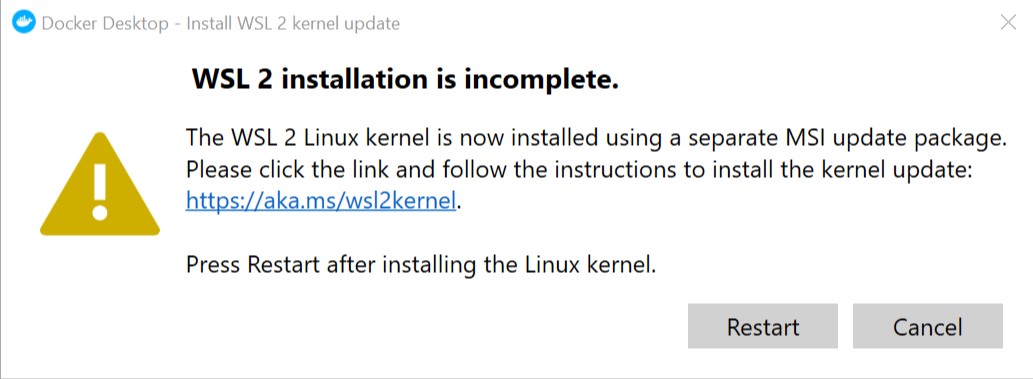 Docker Desktop - Install WSL 2 kernel update
WSL 2 installation is incomplete.
The WSL 2 Linux kernel is now installed using a separate MSI update package.
Please click the link and follow the instructions to install the kernel update:
https://aka.ms/wsl2kernel.
Press Restart after installing the Linux kernel.
Restart Cancel